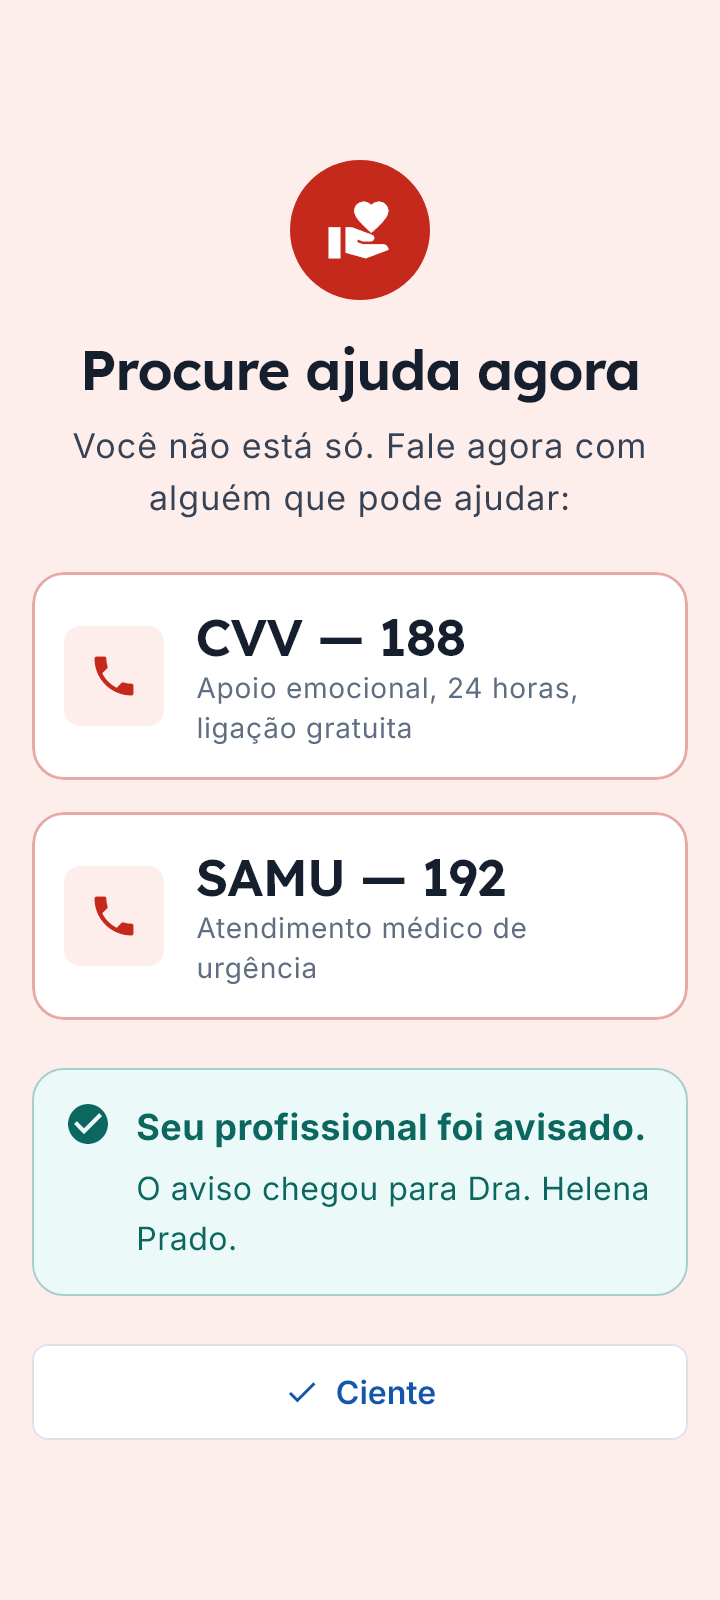 Procure ajuda agora
Você não está só. Fale agora com
alguém que pode ajudar:
CVV — 188
Apoio emocional, 24 horas,
ligação gratuita
SAMU — 192
Atendimento médico de
urgência
Seu profissional foi avisado.
O aviso chegou para Dra. Helena
Prado.
Ciente